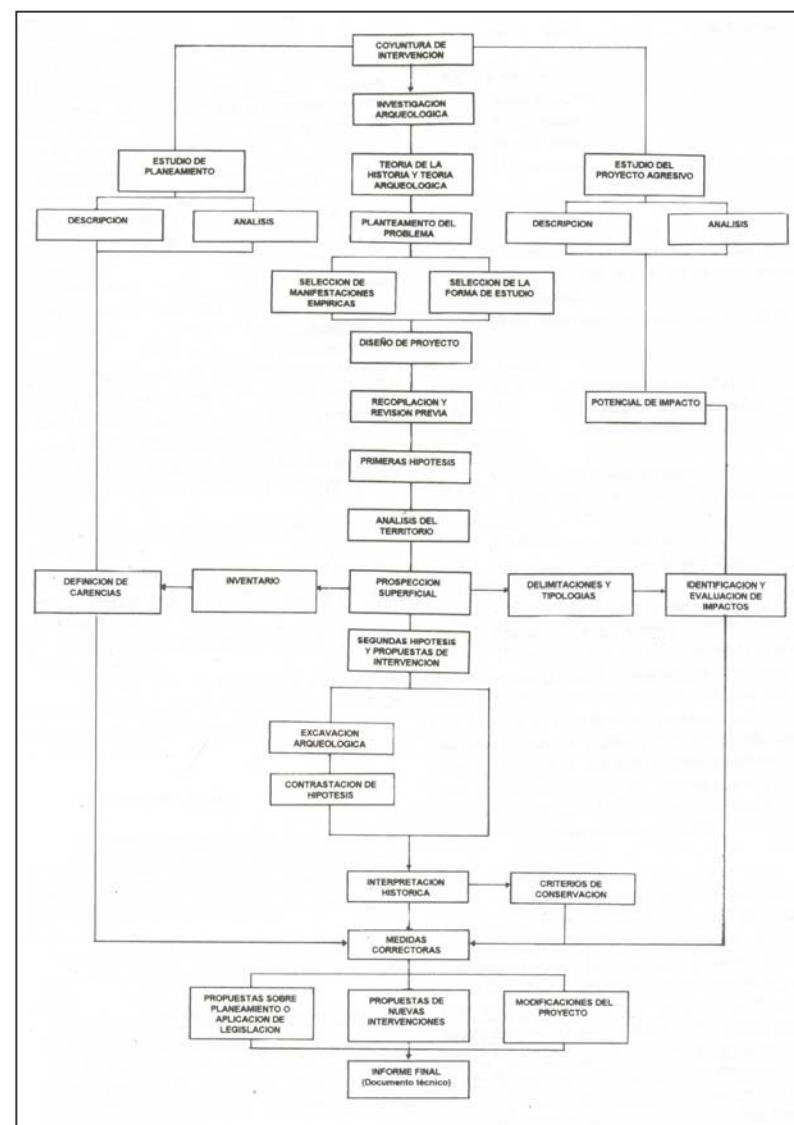 COYUNTURA DE
INTERVENCION
INVESTIGACION
ARQUEOLOGICA
ESTUDIO DE
PLANEAMIENTO
TEORIA DE LA
HISTORIA Y TEORIA
ARQUEOLOGICA
ESTUDIO DEL
PROYECTO AGRESIVO
DESCRIPCION
ANALISIS
PLANTEAMENTO DEL
PROBLEMA
DESCRIPCION
ANALISIS
SELECCION DE
MANIFESTACIONES
EMPIRICAS
SELECCION DE LA
FORMA DE ESTUDIO
DISEÑO DE PROYECTO
RECOPILACION Y
REVISION PREVIA
POTENCIAL DE IMPACTO
PRIMERAS HIPOTESIS
ANALISIS DEL
TERRITORIO
DEFINICION DE
CARENCIAS
INVENTARIO
PROSPECCION
SUPERFICIAL
DELIMITACIONES Y
TIPOLOGIAS
IDENTIFICACION Y
EVALUACION DE
IMPACTOS
SEGUNDAS HIPOTESIS
Y PROPUESTAS DE
INTERVENCION
EXCAVACION
ARQUEOLOGICA
CONTRASTACION DE
HIPOTESIS
INTERPRETACION
HISTORICA
CRITERIOS DE
CONSERVACION
MEDIDAS
CORRECTORAS
PROPUESTAS SOBRE
PLANEAMIENTO O
APLICACION DE
LEGISLACION
PROPUESTAS DE
NUEVAS
INTERVENCIONES
MODIFICACIONES DEL
PROYECTO
INFORME FINAL
(Documento técnico)